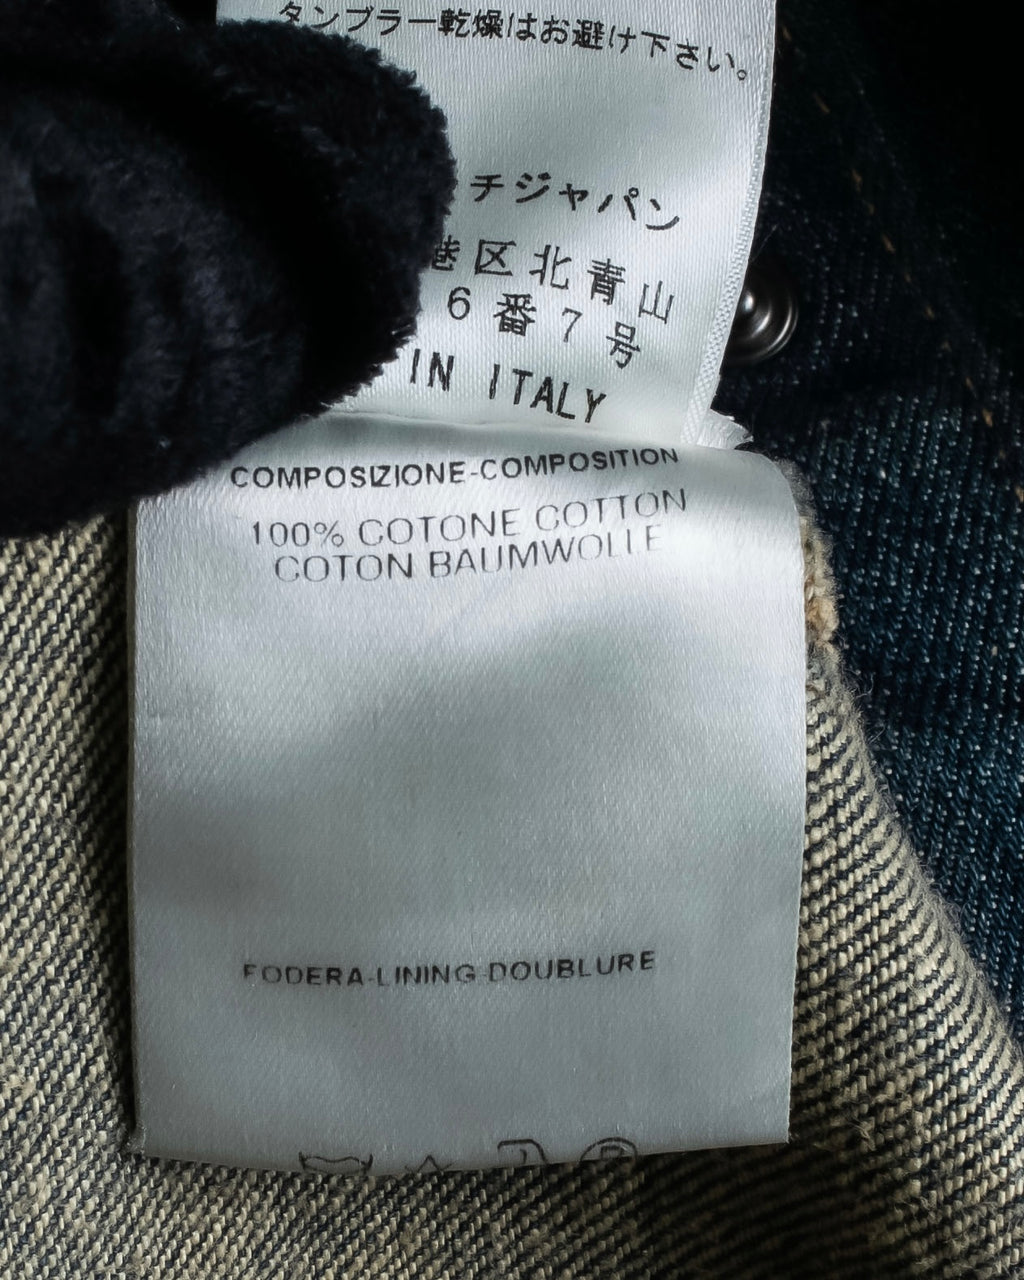 タンブラー乾燥はお避け下さい。
チジャパン
港区北青山
6番7号
IN ITALY
COMPOSIZIONE-COMPOSITION
100% COTONE COTTON
COTON BAUMWOLLE
FODERA-LINING DOUBLURE